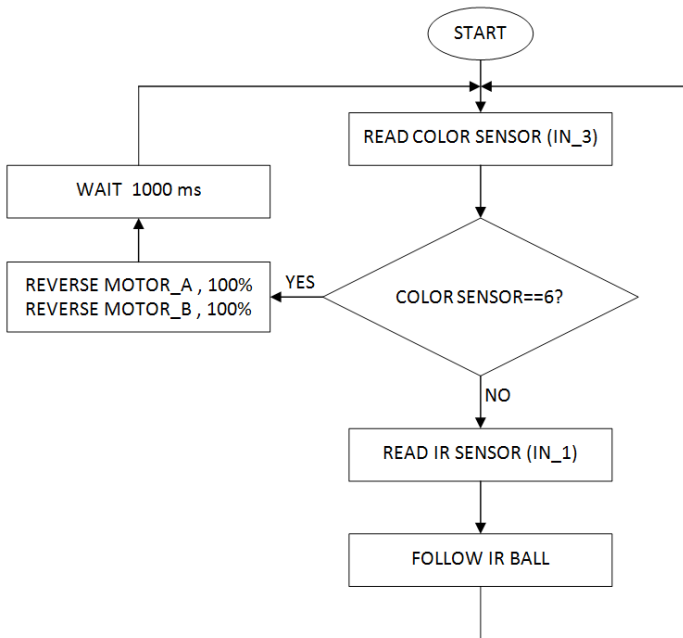 START
READ COLOR SENSOR (IN_3)
WAIT 1000 ms
REVERSE MOTOR_A , 100%
REVERSE MOTOR_B , 100%
YES
COLOR SENSOR==6?
NO
READ IR SENSOR (IN_1)
FOLLOW IR BALL